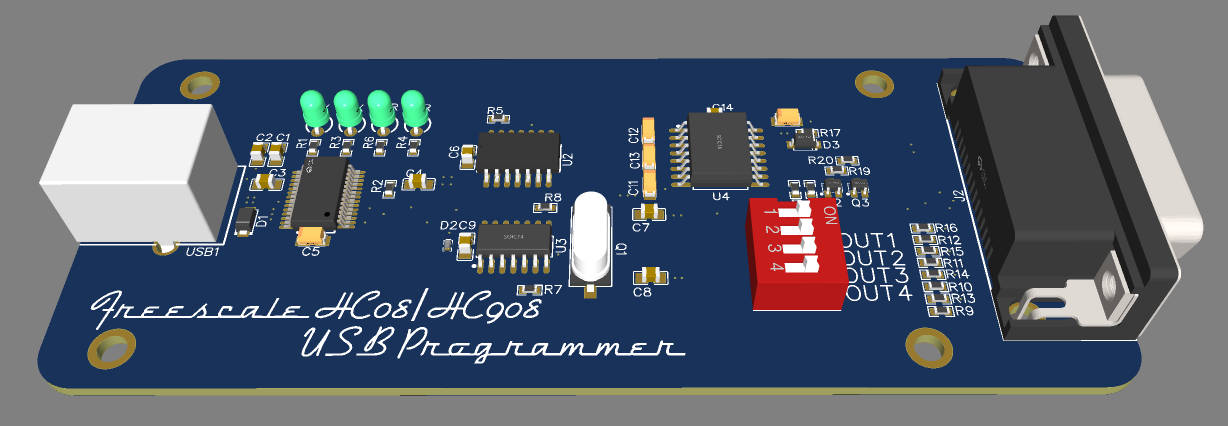 C14
R5
C2 C1
R1
R3
R6
R4
C12
R17
D3
C6
U2
C13
R20
R19
C3
R2
C11
U4
J2
R8
Q3
1
2
3
4
ON
D1
D2
C9
U3
Q1
C7
OUT1
OUT2
OUT3
OUT4
R16
R12
R15
R11
R14
R10
R13
R9
USB1
C5
C8
R7
Freescale HC08/HC908
USB Programmer